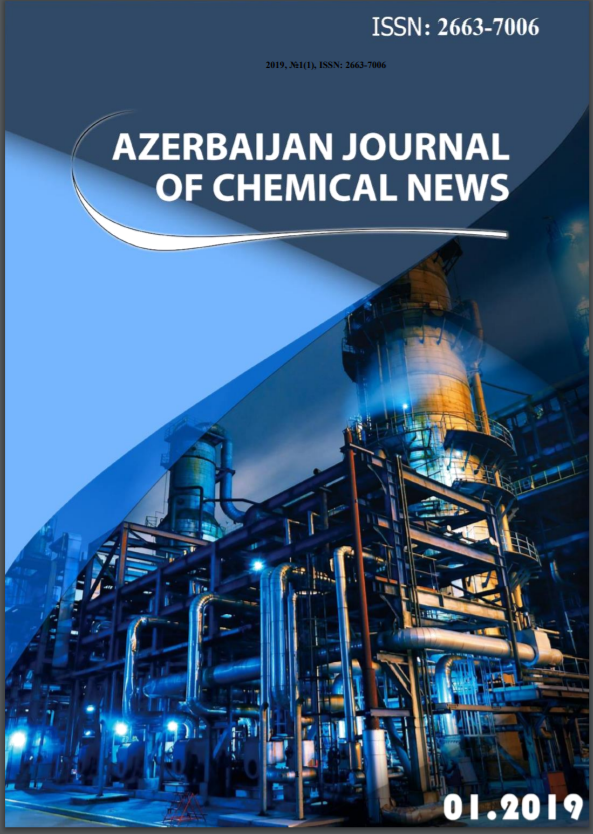 ISSN: 2663-7006
2019, №1(1), ISSN: 2663-7006
AZERBAIJAN JOURNAL
OF CHEMICAL NEWS
01.2019